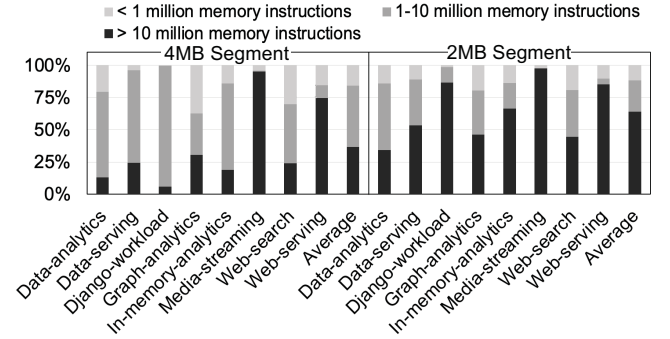 < 1 million memory instructions 1-10 million memory instructions
> 10 million memory instructions
4MB Segment 2MB Segment
100%
75%
50%
25%
0%
Data-analytics
Data-serving
Django-workload
Graph-analytics
In-memory-analytics
Media-streaming
Web-search
Web-serving
Average
Data-analytics
Data-serving
Django-workload
Graph-analytics
In-memory-analytics
Media-streaming
Web-search
Web-serving
Average